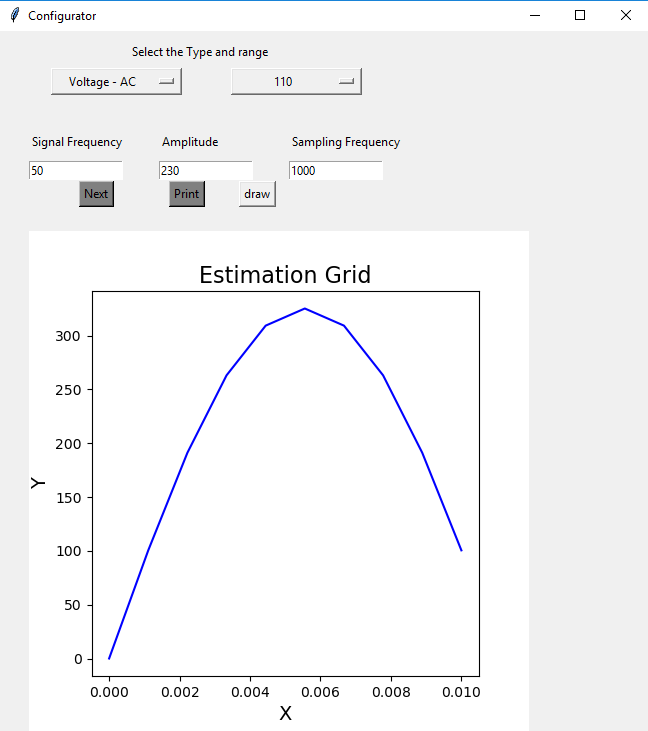 Configurator
Select the Type and range
Voltage - AC 110
Signal Frequency Amplitude Sampling Frequency
50 230 1000
Next Print draw
Estimation Grid
300
250
200
150
100
50
0
Y
0.000 0.002 0.004 0.006 0.008 0.010
X